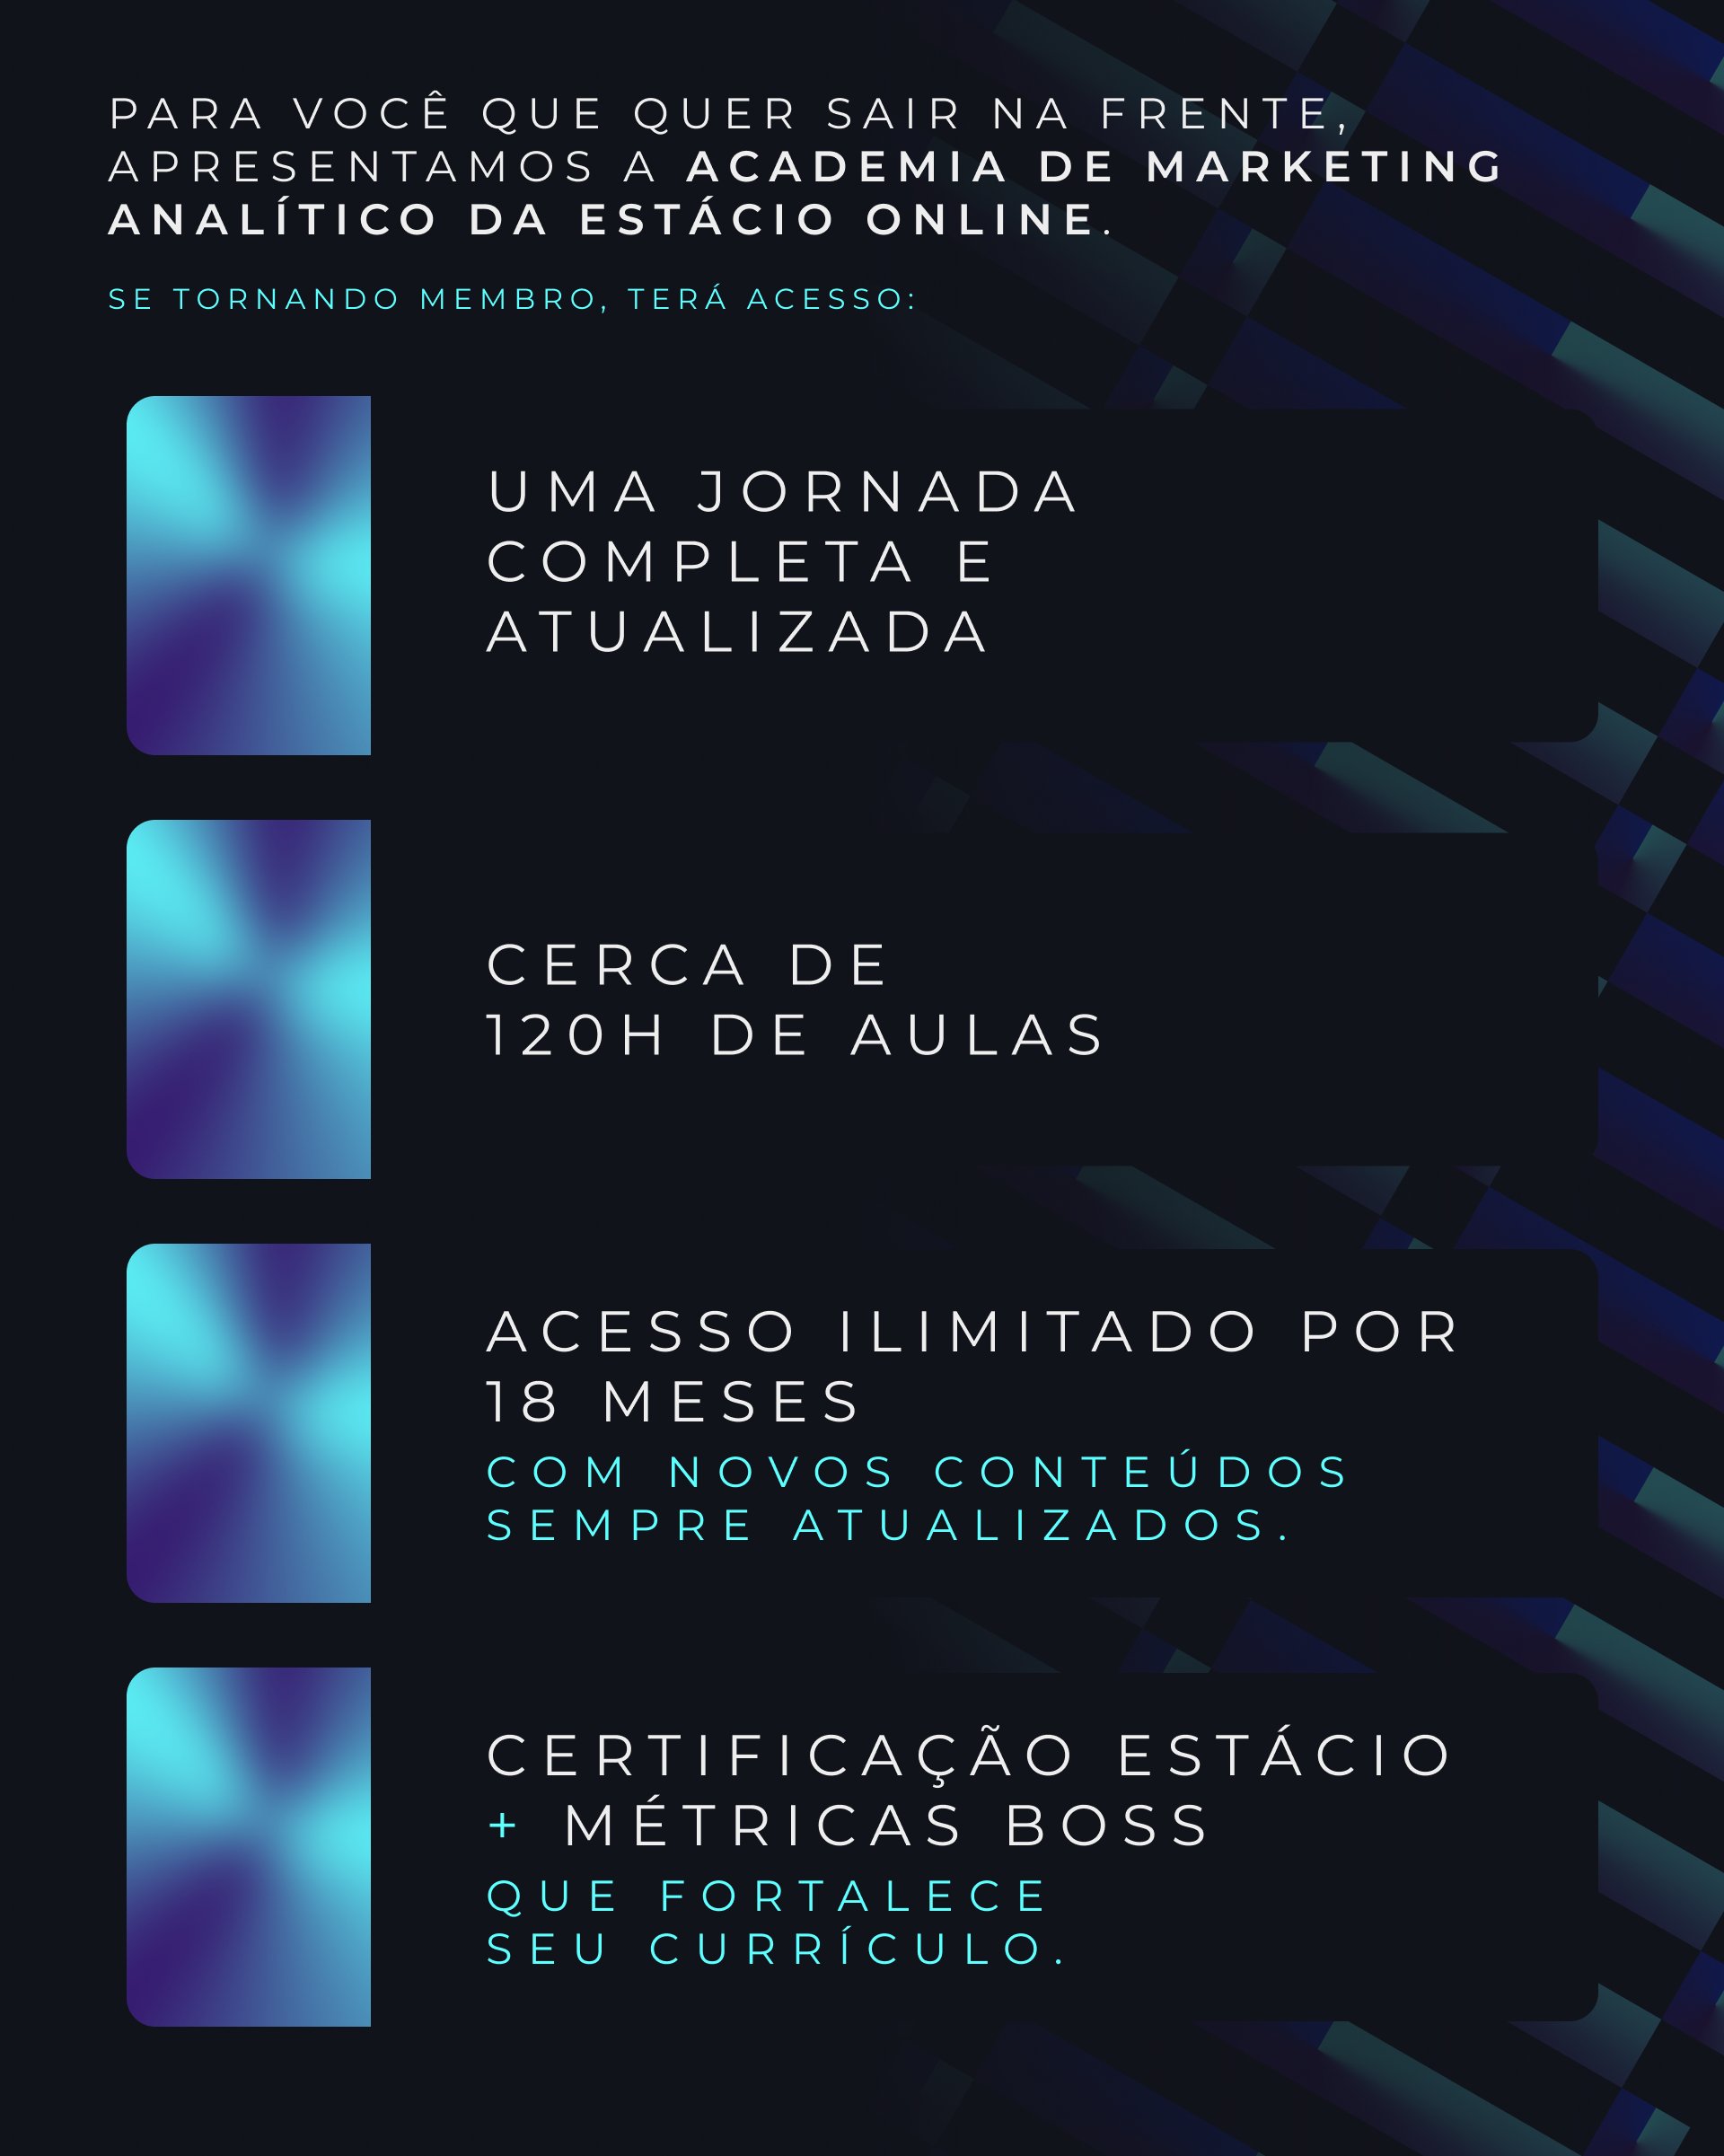 PARA VOCÊ QUE QUER SAIR NA FRENTE,
APRESENTAMOS A ACADEMIA DE MARKETING
ANALÍTICO DA ESTÁCIO ONLINE.
SE TORNANDO MEMBRO, TERÁ ACESSO:
UMA JORNADA
COMPLETA E
ATUALIZADA
CERCA DE
120H DE AULAS
ACESSO ILIMITADO POR
18 MESES
COM NOVOS CONTEÚDOS
SEMPRE ATUALIZADOS.
CERTIFICAÇÃO ESTÁCIO
+ MÉTRICAS BOSS
QUE FORTALECE
SEU CURRÍCULO.